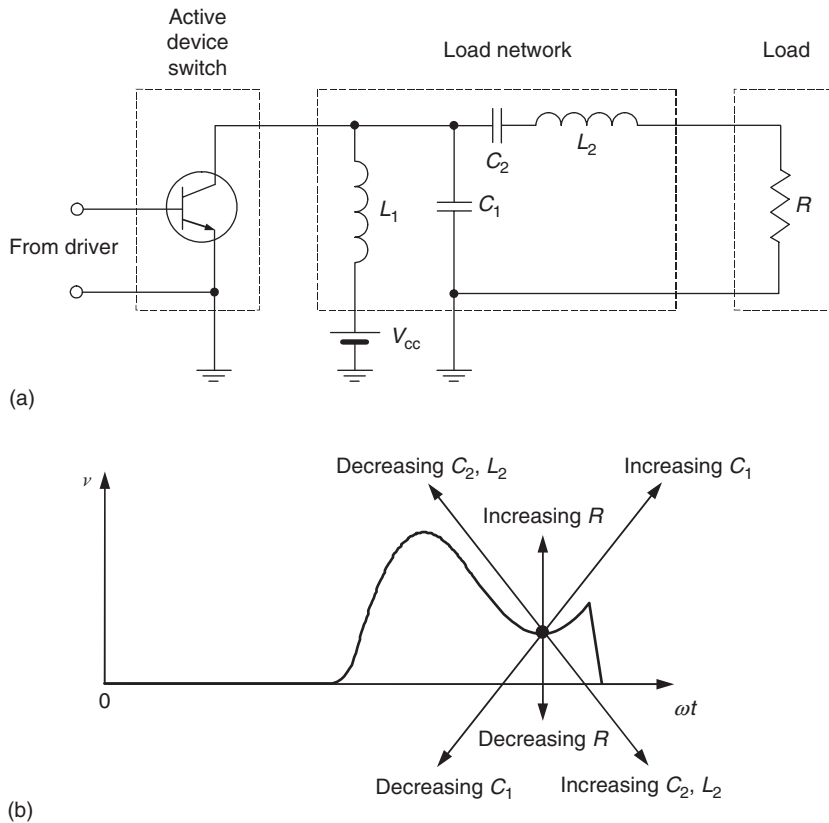 Active
device
switch
Load network
Load
C₂
L₂
L₁
C₁
R
From driver
V_cc
(a)
Decreasing C₂, L₂
Increasing C₁
ν
Increasing R
0
ωt
Decreasing R
Decreasing C₁
Increasing C₂, L₂
(b)